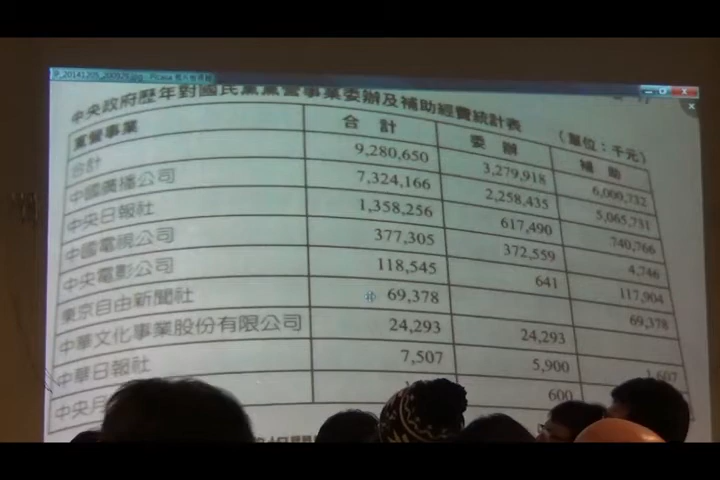 中央政府歷年對國民黨黨營事業委辦及補助經費統計表 (單位：千元)
黨營事業 合計 委辦 補助
合計 9,280,650 3,279,918 6,000,732
中國廣播公司 7,324,166 2,258,435 5,065,731
中央日報社 1,358,256 617,490 740,766
中國電視公司 377,305 372,559 4,746
中央電影公司 118,545 641 117,904
東京自由新聞社 69,378 69,378
中華文化事業股份有限公司 24,293 24,293
中華日報社 7,507 5,900 1,607
中央月 600